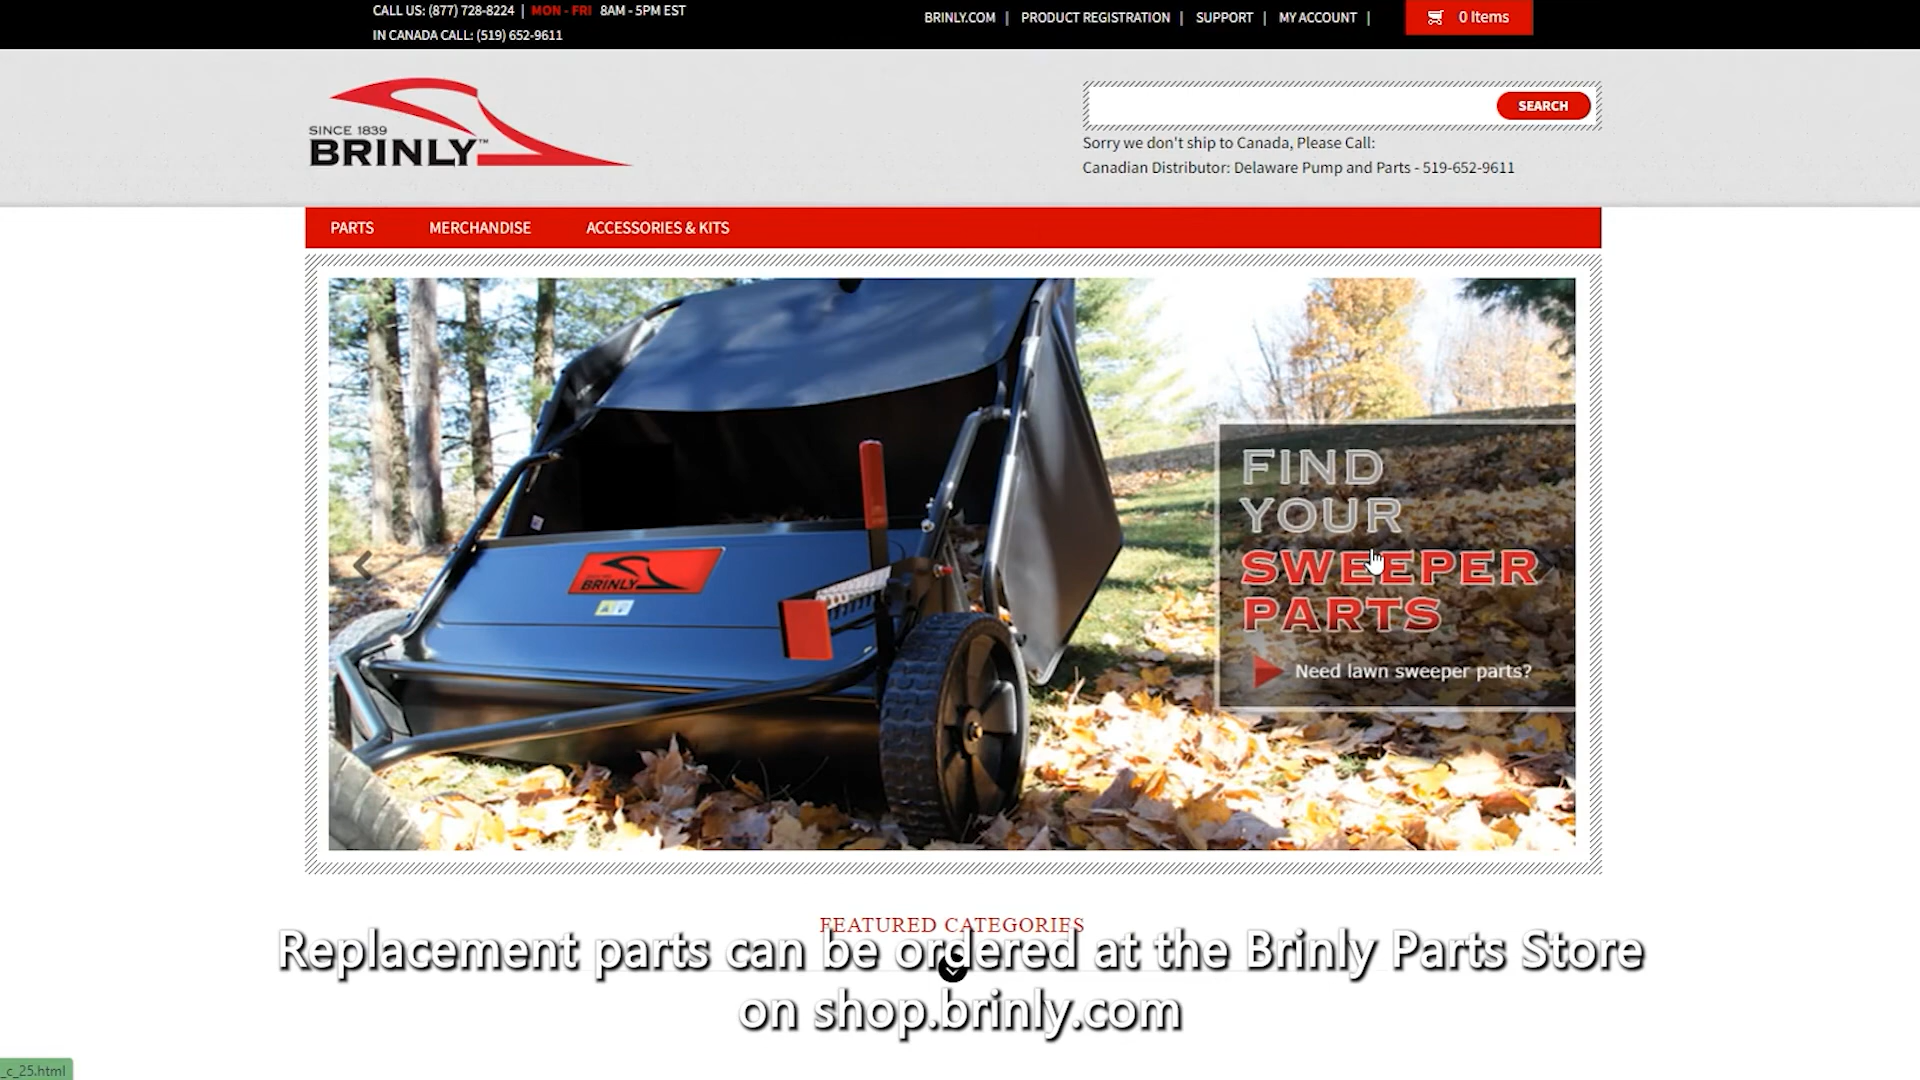 CALL US: (877) 728-8224 | MON - FRI 8AM - 5PM EST
IN CANADA CALL: (519) 652-9611
BRINLY.COM | PRODUCT REGISTRATION | SUPPORT | MY ACCOUNT |
0 Items
SINCE 1839
BRINLY™
SEARCH
Sorry we don't ship to Canada, Please Call:
Canadian Distributor: Delaware Pump and Parts - 519-652-9611
PARTS MERCHANDISE ACCESSORIES & KITS
BRINLY
FIND
YOUR
SWEEPER
PARTS
Need lawn sweeper parts?
FEATURED CATEGORIES
Replacement parts can be ordered at the Brinly Parts Store
on shop.brinly.com
_c_25.html